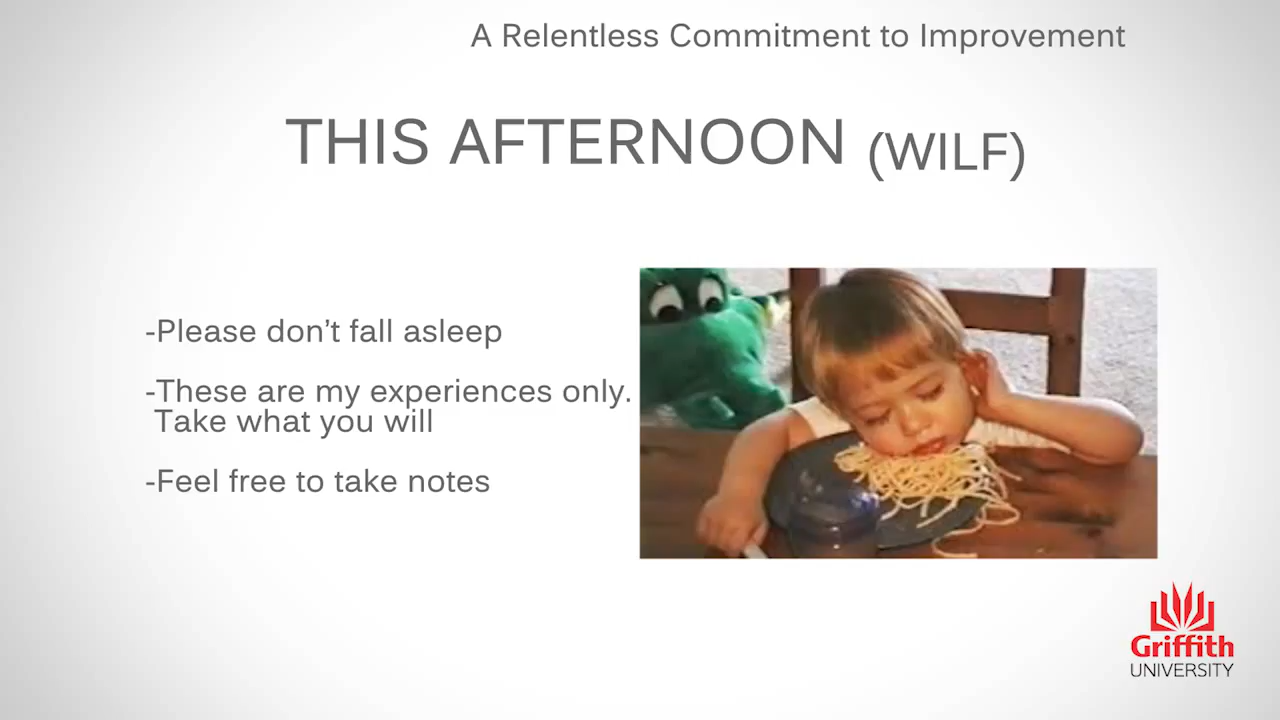 A Relentless Commitment to Improvement
THIS AFTERNOON (WILF)
-Please don’t fall asleep
-These are my experiences only.
Take what you will
-Feel free to take notes
Griffith
UNIVERSITY